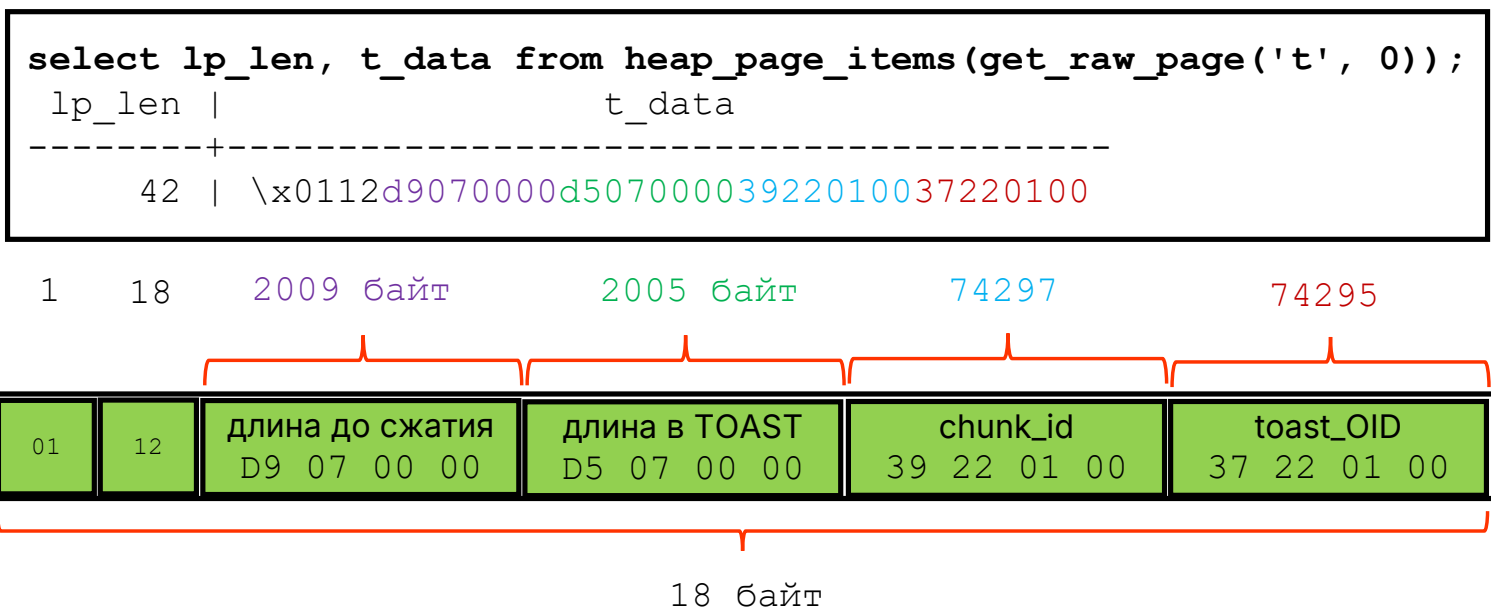 select lp_len, t_data from heap_page_items(get_raw_page('t', 0));
lp_len | t_data
--------+----------------------------------------
42 | \x0112d9070000d50700003922010037220100
1 18 2009 байт 2005 байт 74297 74295
01 12 длина до сжатия длина в TOAST chunk_id toast_OID
D9 07 00 00 D5 07 00 00 39 22 01 00 37 22 01 00
18 байт